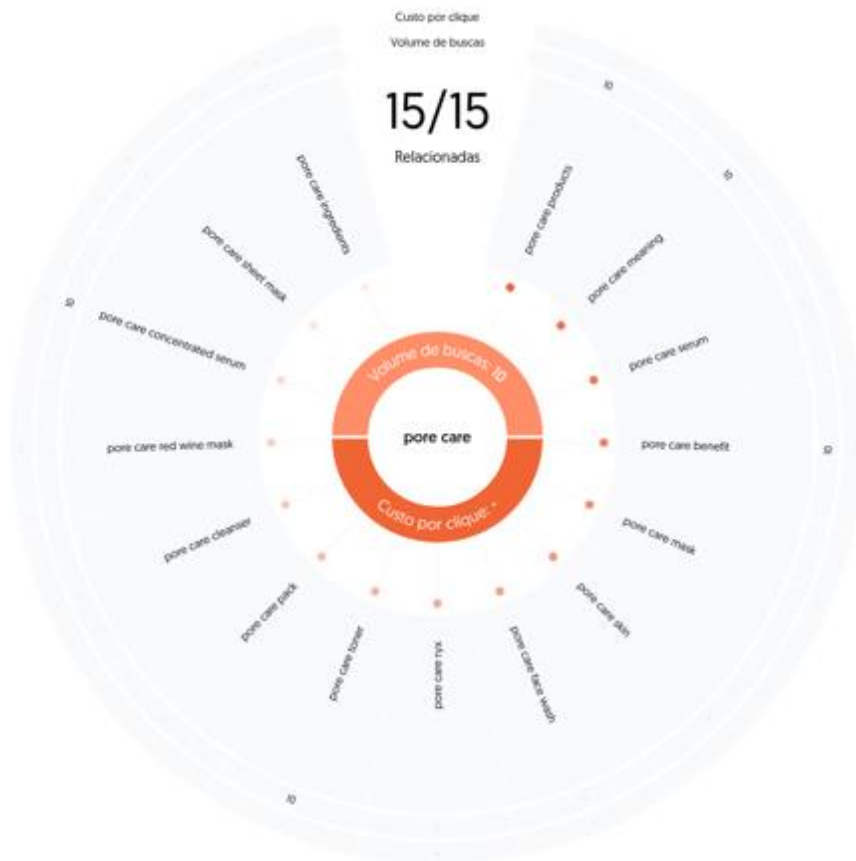 Custo por clique
Volume de buscas
15/15
Relacionadas
pore care products
pore care meaning
pore care serum
pore care benefit
pore care mask
pore care skin
pore care face wash
pore care ryx
pore care toner
pore care pack
pore care cleanser
pore care red wine mask
pore care concentrated serum
pore care sheet mask
pore care ingredients
10
10
10
10
10
Volume de buscas: 10
pore care
Custo por clique: -